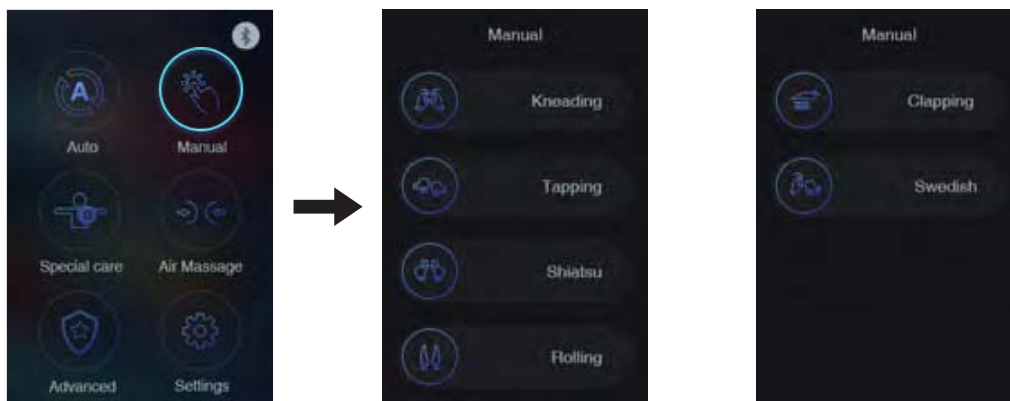 A
Auto
Manual
Special care
Air Massage
Advanced
Settings
Manual
Kneading
Tapping
Shiatsu
Rolling
Manual
Clapping
Swedish